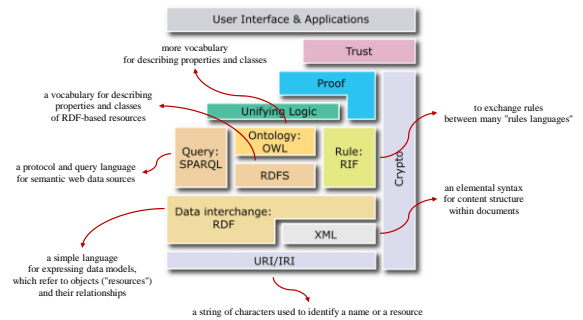 User Interface & Applications
Trust
more vocabulary
for describing properties and classes
Proof
a vocabulary for describing
properties and classes
of RDF-based resources
Unifying Logic
to exchange rules
between many "rules languages"
Ontology:
OWL
Query:
SPARQL
Rule:
RIF
Crypto
a protocol and query language
for semantic web data sources
RDFS
an elemental syntax
for content structure
within documents
Data interchange:
RDF
XML
a simple language
for expressing data models,
which refer to objects ("resources")
and their relationships
URI/IRI
a string of characters used to identify a name or a resource